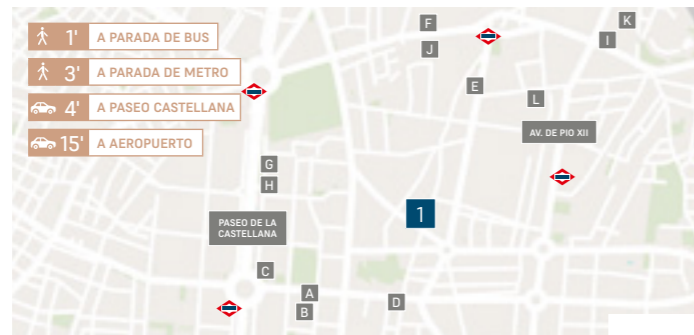 1' A PARADA DE BUS
3' A PARADA DE METRO
4' A PASEO CASTELLANA
15' A AEROPUERTO
F
K
J
I
E
L
AV. DE PIO XII
G
H
1
PASEO DE LA
CASTELLANA
C
A
D
B